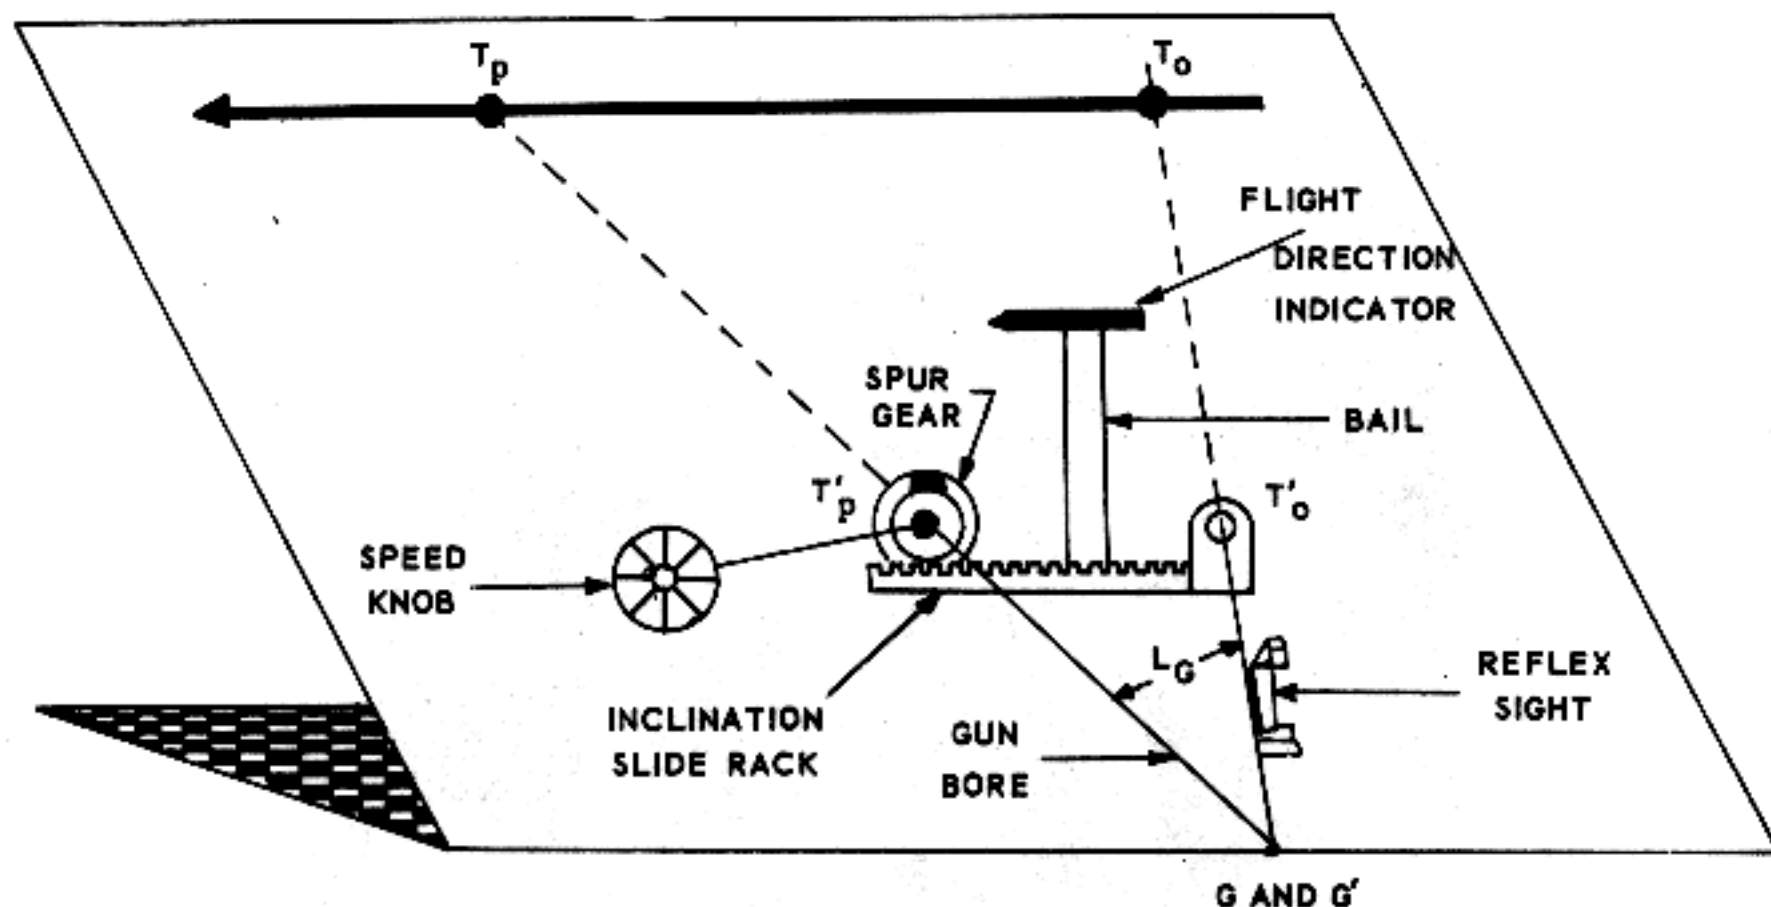 Tp
To
FLIGHT
DIRECTION
INDICATOR
SPUR
GEAR
BAIL
T'p
T'o
SPEED
KNOB
LG
REFLEX
SIGHT
INCLINATION
SLIDE RACK
GUN
BORE
G AND G'